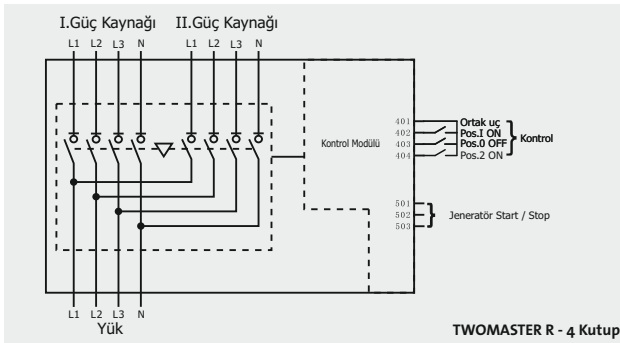 I.Güç Kaynağı II.Güç Kaynağı
L1 L2 L3 N L1 L2 L3 N
Kontrol Modülü
401 Ortak uç
402 Pos.I ON
403 Pos.0 OFF
404 Pos.2 ON
Kontrol
501
502
503
Jeneratör Start / Stop
L1 L2 L3 N
Yük
TWOMASTER R - 4 Kutup